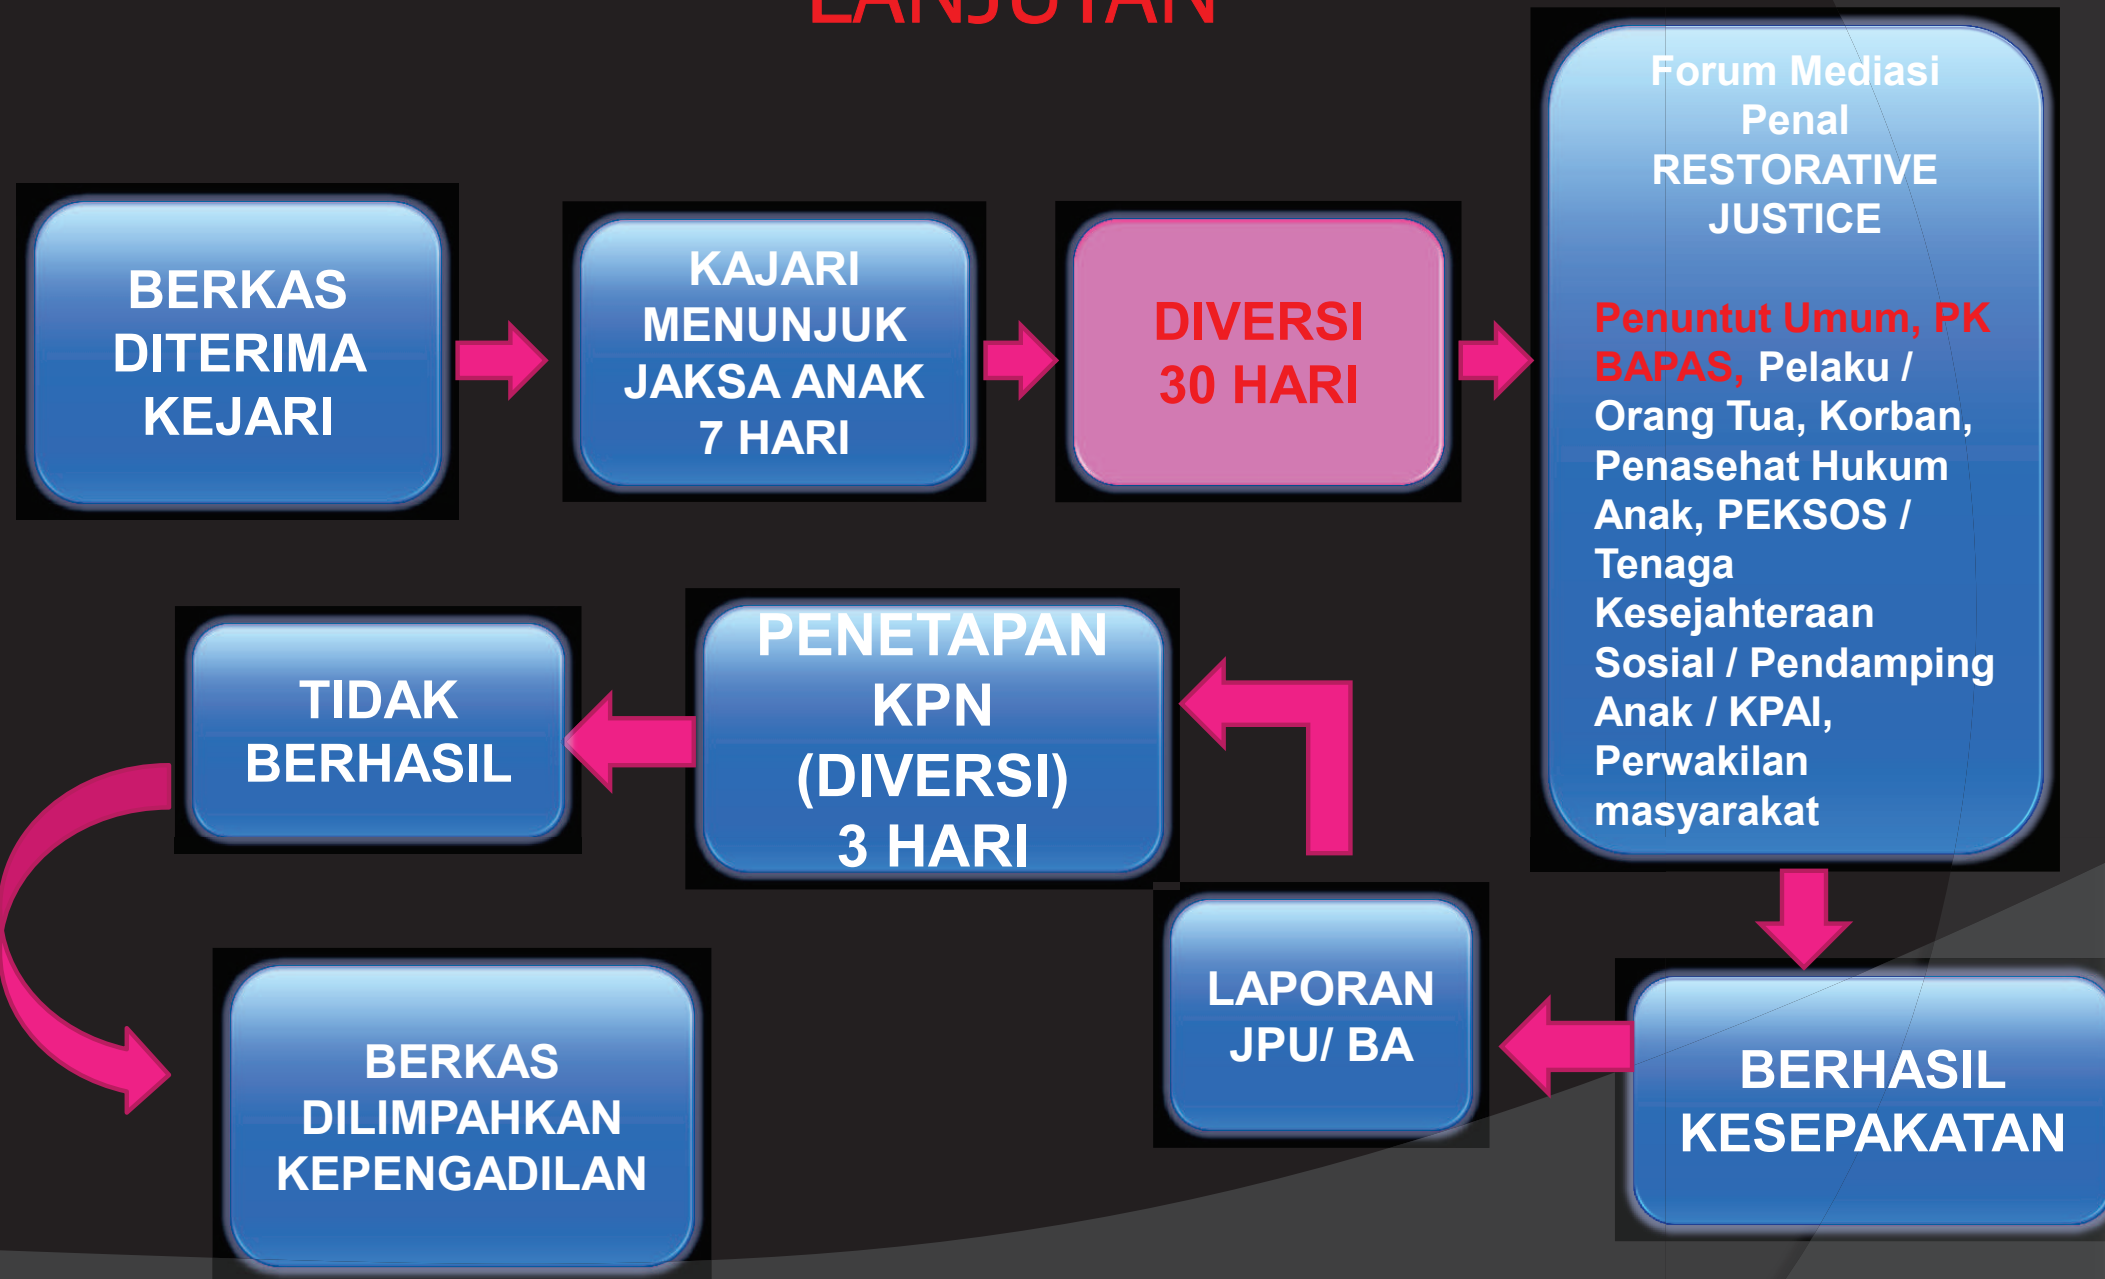 LANJUTAN
BERKAS
DITERIMA
KEJARI
KAJARI
MENUNJUK
JAKSA ANAK
7 HARI
DIVERSI
30 HARI
Forum Mediasi
Penal
RESTORATIVE
JUSTICE
Penuntut Umum, PK
BAPAS, Pelaku /
Orang Tua, Korban,
Penasehat Hukum
Anak, PEKSOS /
Tenaga
Kesejahteraan
Sosial / Pendamping
Anak / KPAI,
Perwakilan
masyarakat
BERHASIL
KESEPAKATAN
LAPORAN
JPU/ BA
PENETAPAN
KPN
(DIVERSI)
3 HARI
TIDAK
BERHASIL
BERKAS
DILIMPAHKAN
KEPENGADILAN